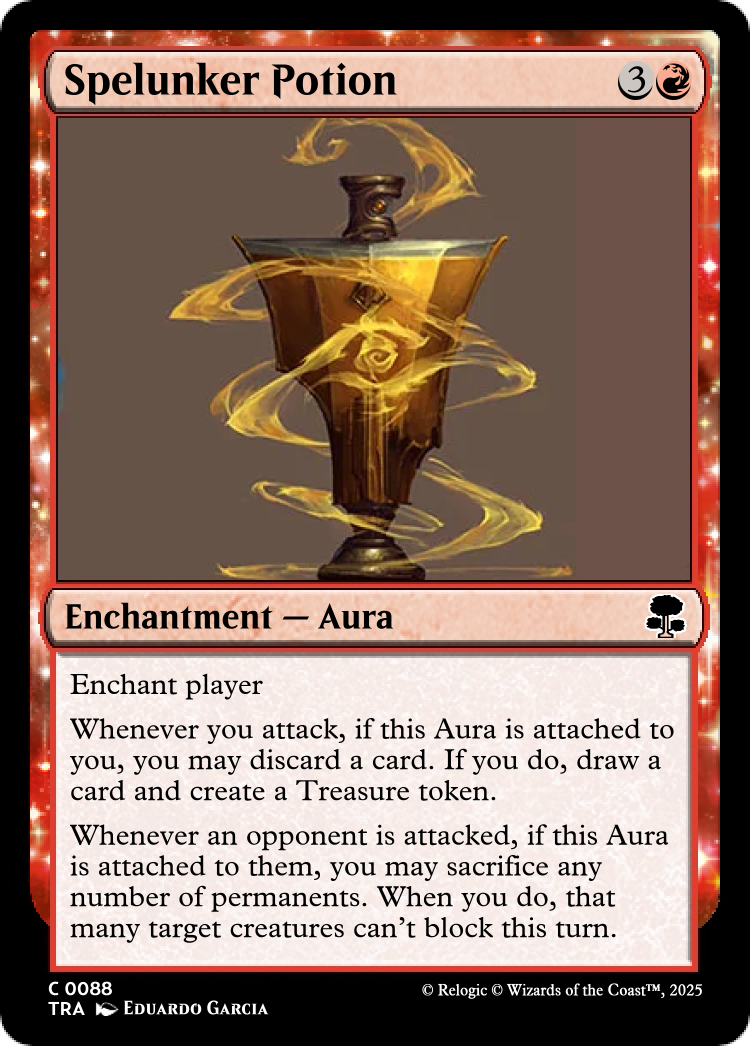 Spelunker Potion 3
Enchantment — Aura
Enchant player
Whenever you attack, if this Aura is attached to
you, you may discard a card. If you do, draw a
card and create a Treasure token.
Whenever an opponent is attacked, if this Aura
is attached to them, you may sacrifice any
number of permanents. When you do, that
many target creatures can't block this turn.
C 0088
TRA Eduardo Garcia
© Relogic © Wizards of the Coast™, 2025